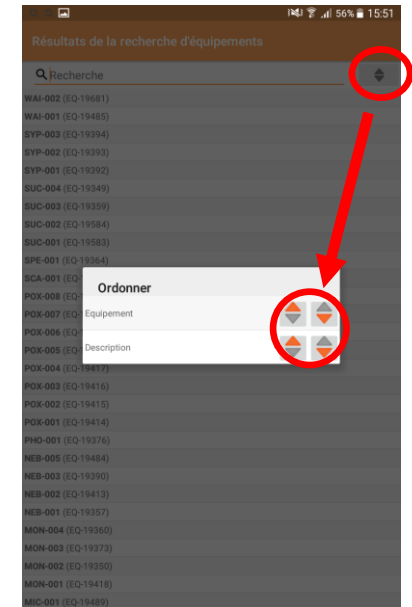 56% 15:51
Résultats de la recherche d'équipements
Recherche
WAI-002 (EQ-19681)
WAI-001 (EQ-19485)
SYP-003 (EQ-19394)
SYP-002 (EQ-19393)
SYP-001 (EQ-19392)
SUC-004 (EQ-19349)
SUC-003 (EQ-19359)
SUC-002 (EQ-19584)
SUC-001 (EQ-19583)
SPE-001 (EQ-19364)
SCA-001 (EQ-
Ordonner
POX-008 (EQ-
POX-007 (EQ-
Equipement
POX-006 (EQ-
POX-005 (EQ-
Description
POX-004 (EQ-19417)
POX-003 (EQ-19416)
POX-002 (EQ-19415)
POX-001 (EQ-19414)
PHO-001 (EQ-19376)
NEB-005 (EQ-19484)
NEB-003 (EQ-19390)
NEB-002 (EQ-19413)
NEB-001 (EQ-19357)
MON-004 (EQ-19360)
MON-003 (EQ-19373)
MON-002 (EQ-19350)
MON-001 (EQ-19418)
MIC-001 (EQ-19489)